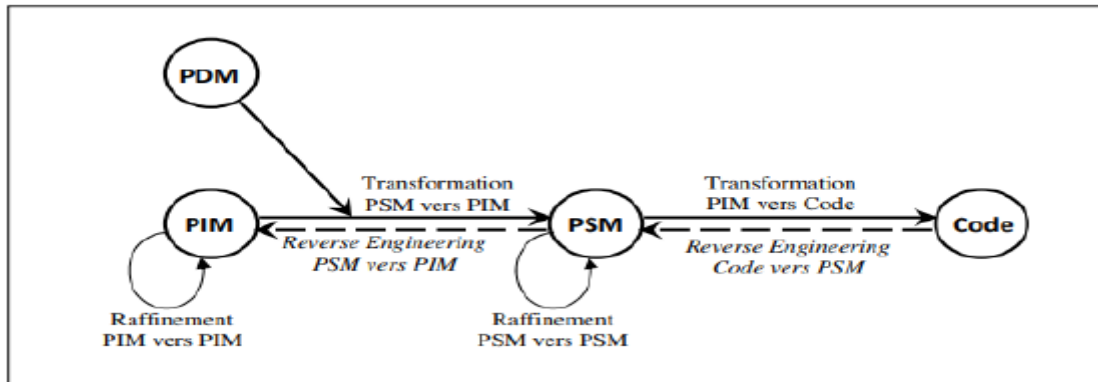 PDM
Transformation
PSM vers PIM
Transformation
PIM vers Code
PIM
PSM
Code
Reverse Engineering
PSM vers PIM
Reverse Engineering
Code vers PSM
Raffinement
PIM vers PIM
Raffinement
PSM vers PSM